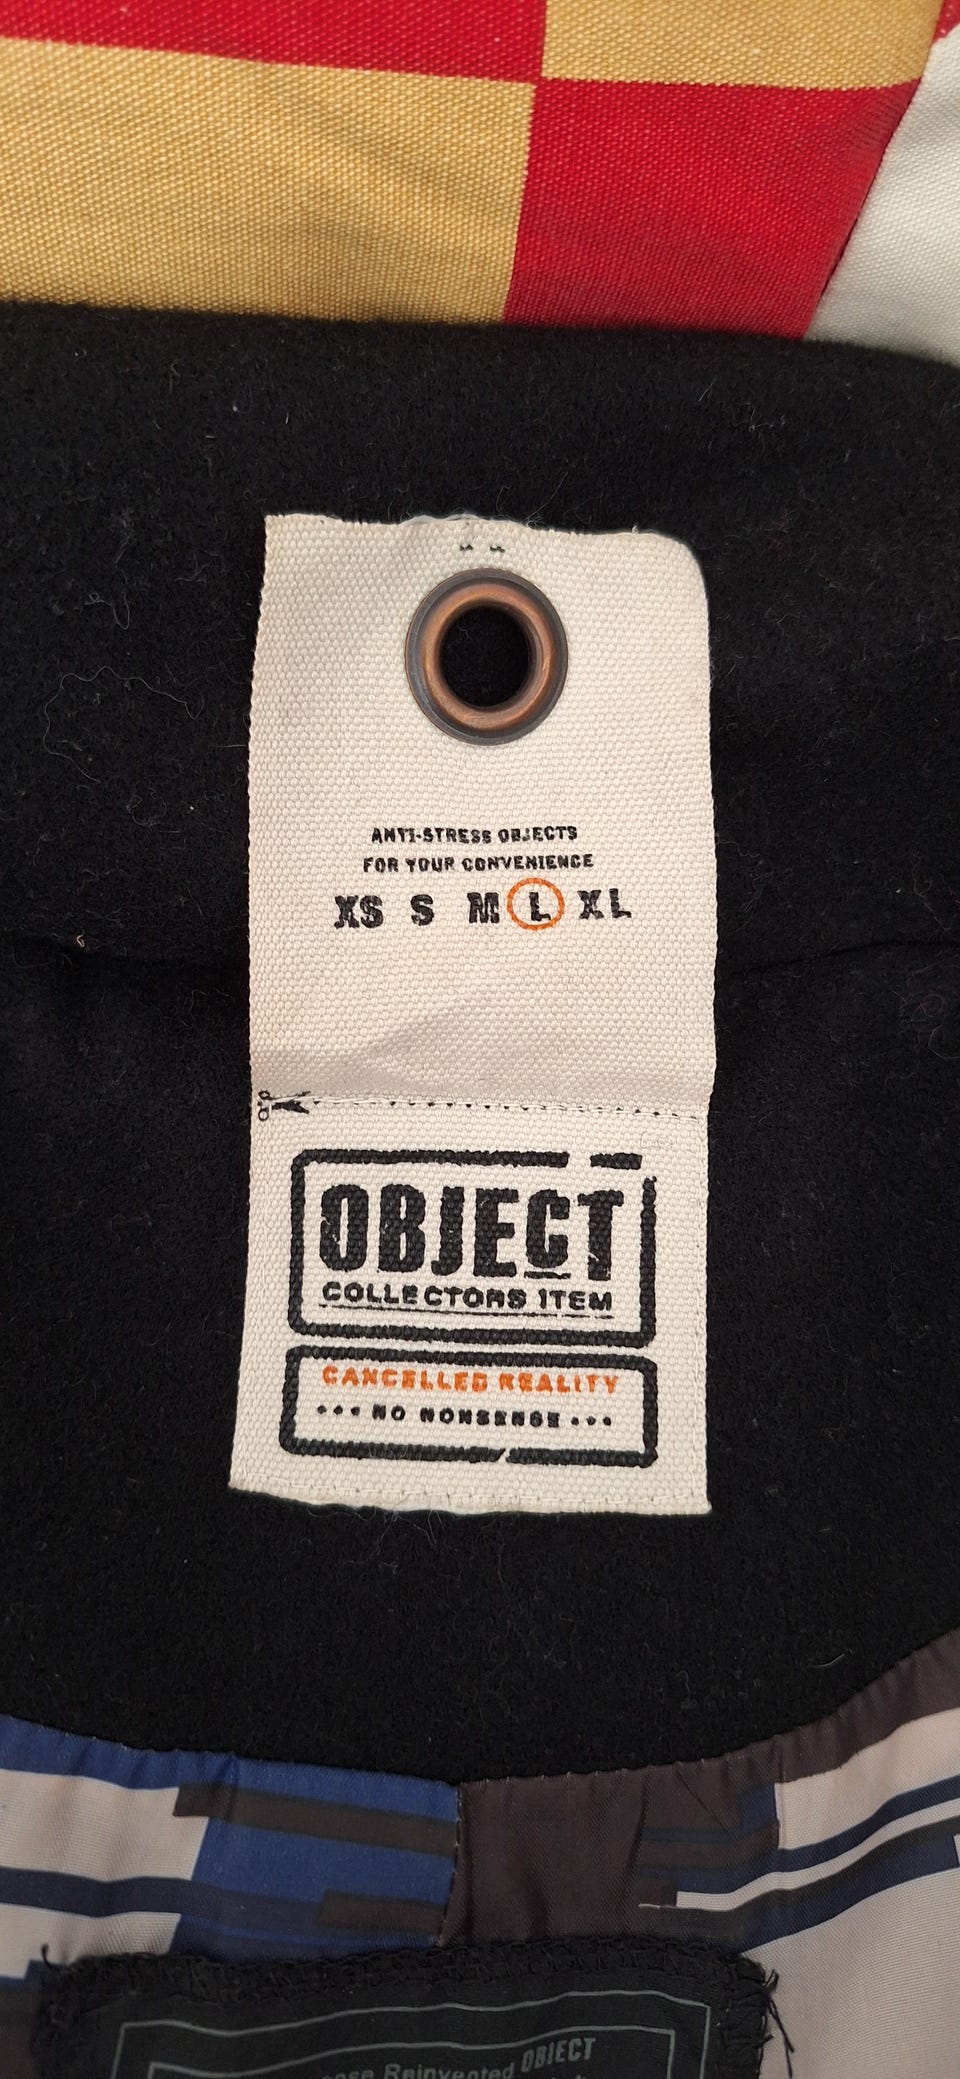 ANTI-STRESS OBJECTS
FOR YOUR CONVENIENCE
XS S M L XL
OBJECT
COLLECTORS ITEM
CANCELLED REALITY
••• NO NONSENSE •••
Reinvented OBJECT